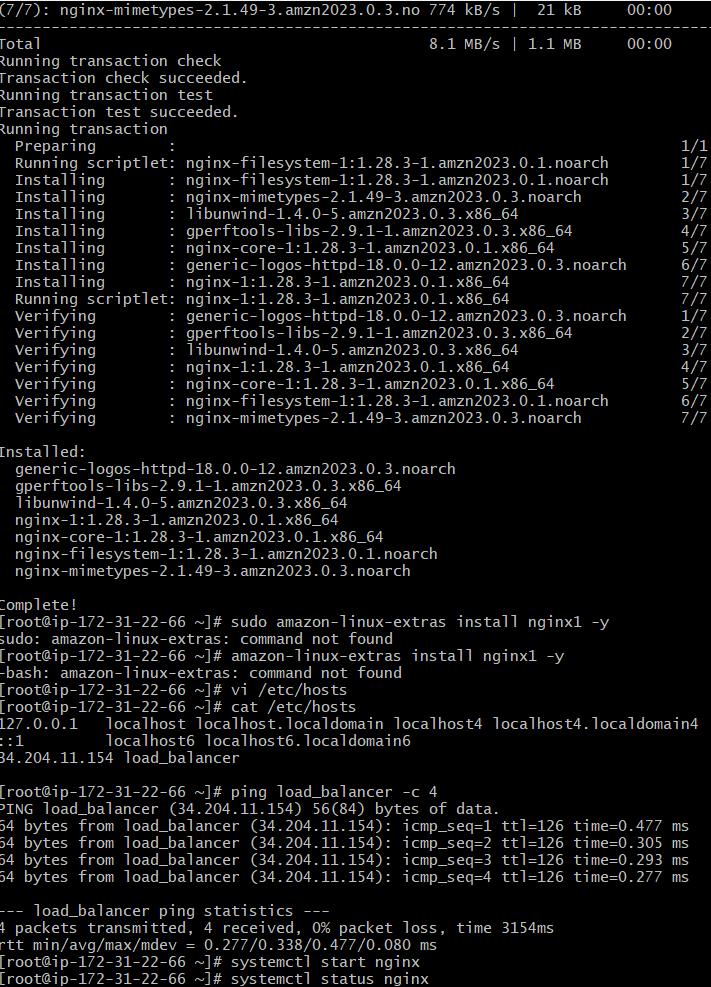 (7/7): nginx-mimetypes-2.1.49-3.amzn2023.0.3.no 774 kB/s |  21 kB     00:00
--------------------------------------------------------------------------------
Total                                           8.1 MB/s | 1.1 MB     00:00
Running transaction check
Transaction check succeeded.
Running transaction test
Transaction test succeeded.
Running transaction
  Preparing        :                                                         1/1
  Running scriptlet: nginx-filesystem-1:1.28.3-1.amzn2023.0.1.noarch         1/7
  Installing       : nginx-filesystem-1:1.28.3-1.amzn2023.0.1.noarch         1/7
  Installing       : nginx-mimetypes-2.1.49-3.amzn2023.0.3.noarch            2/7
  Installing       : libunwind-1.4.0-5.amzn2023.0.3.x86_64                   3/7
  Installing       : gperftools-libs-2.9.1-1.amzn2023.0.3.x86_64             4/7
  Installing       : nginx-core-1:1.28.3-1.amzn2023.0.1.x86_64               5/7
  Installing       : generic-logos-httpd-18.0.0-12.amzn2023.0.3.noarch       6/7
  Installing       : nginx-1:1.28.3-1.amzn2023.0.1.x86_64                    7/7
  Running scriptlet: nginx-1:1.28.3-1.amzn2023.0.1.x86_64                    7/7
  Verifying        : generic-logos-httpd-18.0.0-12.amzn2023.0.3.noarch       1/7
  Verifying        : gperftools-libs-2.9.1-1.amzn2023.0.3.x86_64             2/7
  Verifying        : libunwind-1.4.0-5.amzn2023.0.3.x86_64                   3/7
  Verifying        : nginx-1:1.28.3-1.amzn2023.0.1.x86_64                    4/7
  Verifying        : nginx-core-1:1.28.3-1.amzn2023.0.1.x86_64               5/7
  Verifying        : nginx-filesystem-1:1.28.3-1.amzn2023.0.1.noarch         6/7
  Verifying        : nginx-mimetypes-2.1.49-3.amzn2023.0.3.noarch            7/7

Installed:
  generic-logos-httpd-18.0.0-12.amzn2023.0.3.noarch
  gperftools-libs-2.9.1-1.amzn2023.0.3.x86_64
  libunwind-1.4.0-5.amzn2023.0.3.x86_64
  nginx-1:1.28.3-1.amzn2023.0.1.x86_64
  nginx-core-1:1.28.3-1.amzn2023.0.1.x86_64
  nginx-filesystem-1:1.28.3-1.amzn2023.0.1.noarch
  nginx-mimetypes-2.1.49-3.amzn2023.0.3.noarch

Complete!
[root@ip-172-31-22-66 ~]# sudo amazon-linux-extras install nginx1 -y
sudo: amazon-linux-extras: command not found
[root@ip-172-31-22-66 ~]# amazon-linux-extras install nginx1 -y
-bash: amazon-linux-extras: command not found
[root@ip-172-31-22-66 ~]# vi /etc/hosts
[root@ip-172-31-22-66 ~]# cat /etc/hosts
127.0.0.1   localhost localhost.localdomain localhost4 localhost4.localdomain4
::1         localhost6 localhost6.localdomain6
34.204.11.154 load_balancer

[root@ip-172-31-22-66 ~]# ping load_balancer -c 4
PING load_balancer (34.204.11.154) 56(84) bytes of data.
64 bytes from load_balancer (34.204.11.154): icmp_seq=1 ttl=126 time=0.477 ms
64 bytes from load_balancer (34.204.11.154): icmp_seq=2 ttl=126 time=0.305 ms
64 bytes from load_balancer (34.204.11.154): icmp_seq=3 ttl=126 time=0.293 ms
64 bytes from load_balancer (34.204.11.154): icmp_seq=4 ttl=126 time=0.277 ms

--- load_balancer ping statistics ---
4 packets transmitted, 4 received, 0% packet loss, time 3154ms
rtt min/avg/max/mdev = 0.277/0.338/0.477/0.080 ms
[root@ip-172-31-22-66 ~]# systemctl start nginx
[root@ip-172-31-22-66 ~]# systemctl status nginx